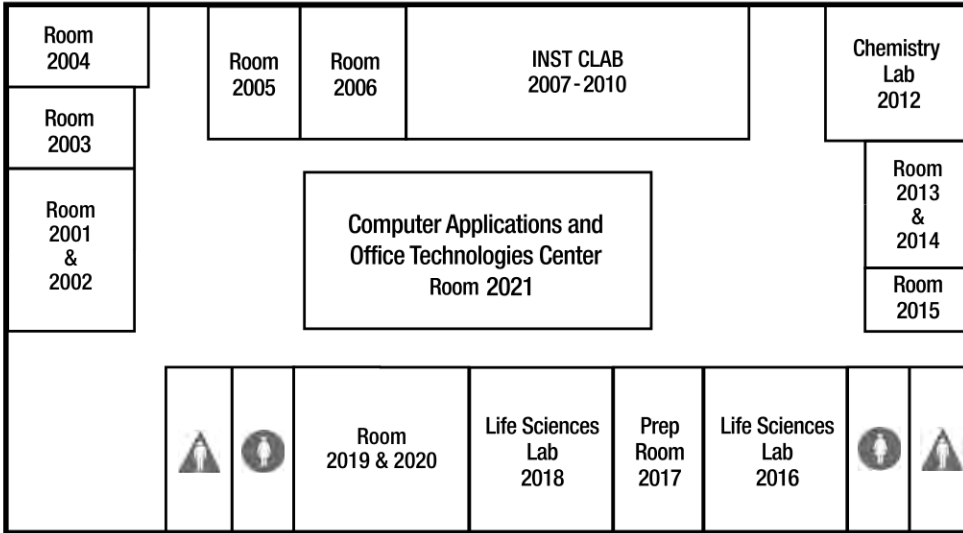 Room
2004
Room
2005
Room
2006
INST CLAB
2007-2010
Chemistry
Lab
2012
Room
2003
Room
2001
&
2002
Computer Applications and
Office Technologies Center
Room 2021
Room
2013
&
2014
Room
2015
Room
2019 & 2020
Life Sciences
Lab
2018
Prep
Room
2017
Life Sciences
Lab
2016